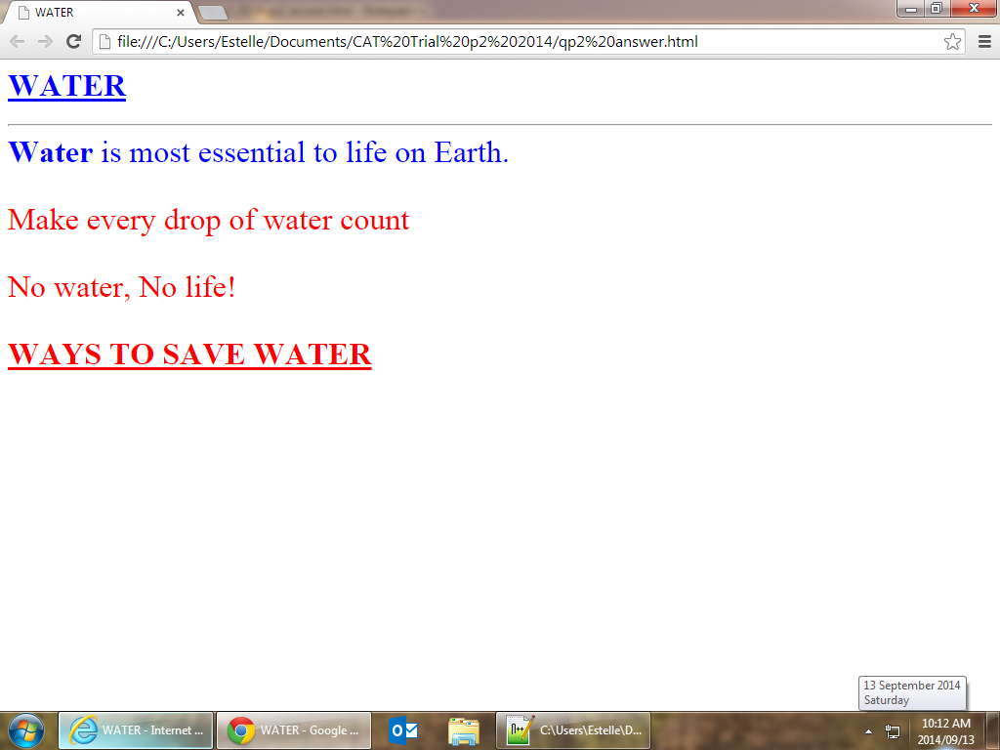 WATER
file:///C:/Users/Estelle/Documents/CAT%20Trial%20p2%202014/qp2%20answer.html
WATER
Water is most essential to life on Earth.
Make every drop of water count
No water, No life!
WAYS TO SAVE WATER
13 September 2014
Saturday
WATER - Internet ...
WATER - Google ...
C:\Users\Estelle\D...
10:12 AM
2014/09/13